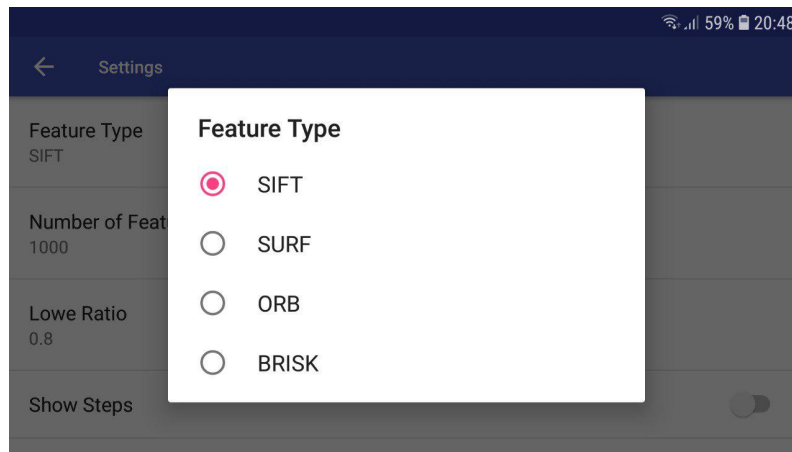 59% 20:48
Settings
Feature Type
SIFT
Number of Feat
1000
Lowe Ratio
0.8
Show Steps
Feature Type
SIFT
SURF
ORB
BRISK